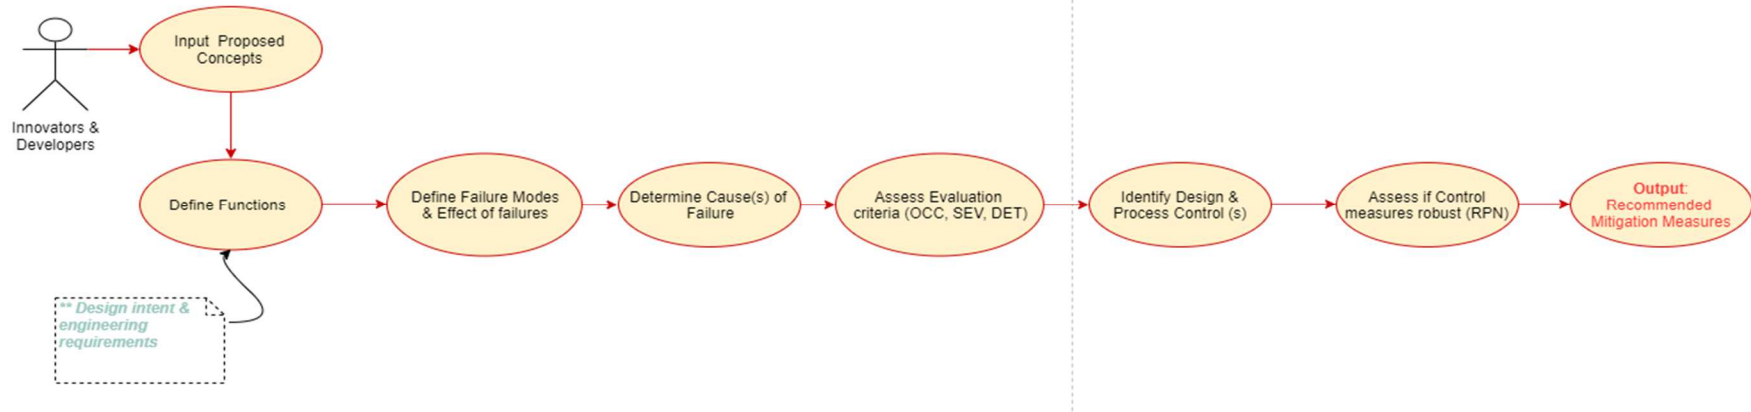 Input Proposed
Concepts
Innovators &
Developers
Define Functions
Define Failure Modes
& Effect of failures
Determine Cause(s) of
Failure
Assess Evaluation
criteria (OCC, SEV, DET)
Identify Design &
Process Control (s)
Assess if Control
measures robust (RPN)
Output:
Recommended
Mitigation Measures
** Design intent &
engineering
requirements